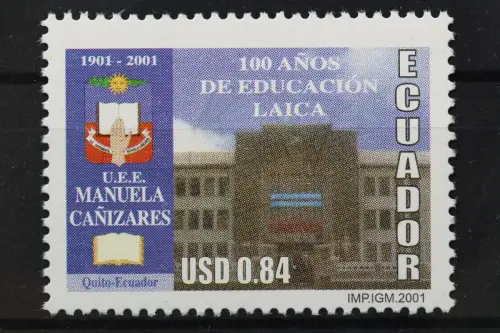 1901 - 2001
U.E.E.
MANUELA
CAÑIZARES
Quito-Ecuador
100 AÑOS
DE EDUCACIÓN
LAICA
USD 0.84
ECUADOR
IMP.IGM.2001